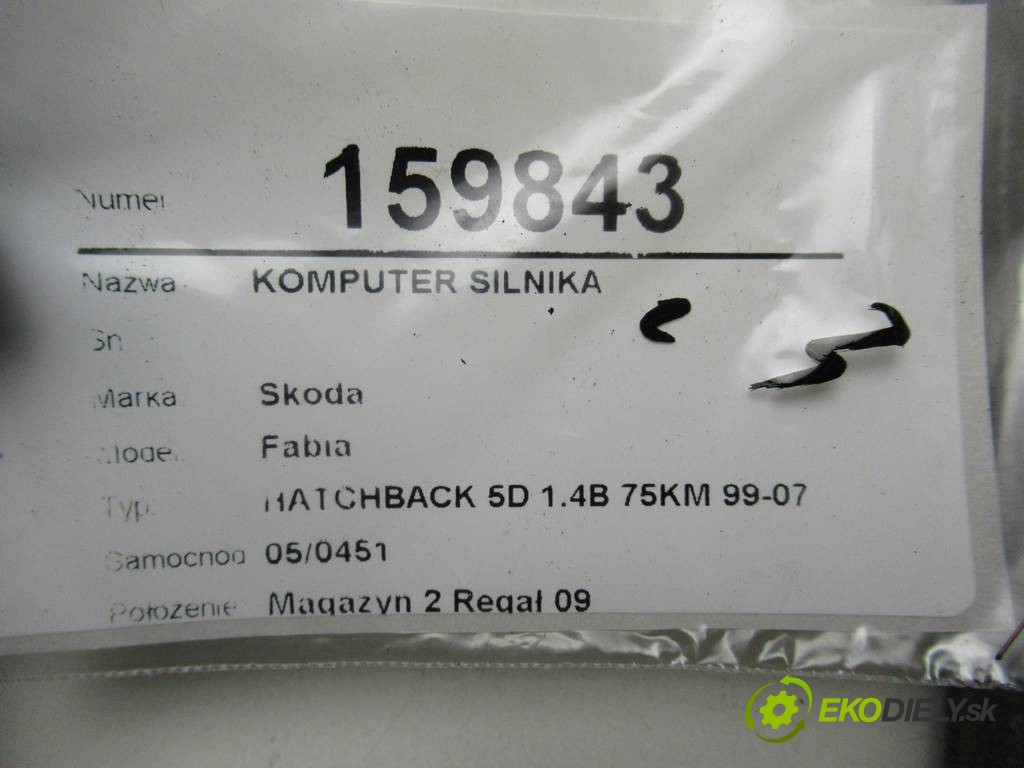 Numer 159843
Nazwa KOMPUTER SILNIKA
Sn
Marka Skoda
Model Fabia
Typ. HATCHBACK 5D 1.4B 75KM 99-07
Samochód 05/0451
Położenie Magazyn 2 Regał 09
EKODIELY.sk